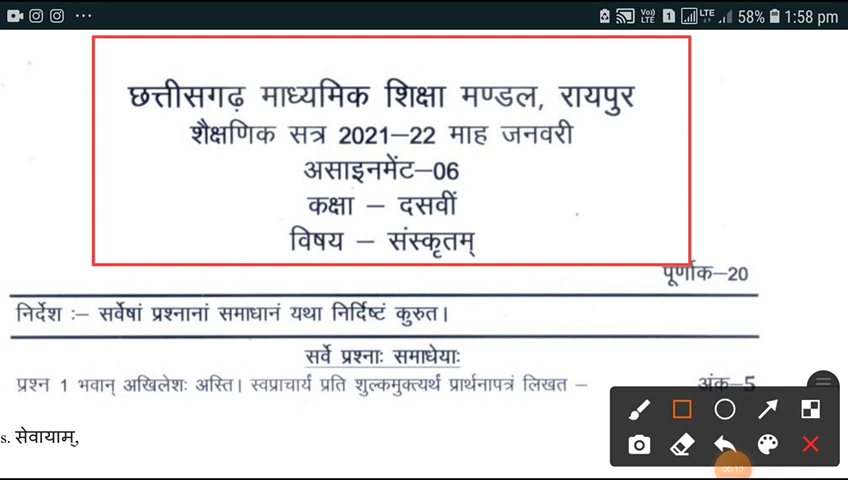 58% 1:58 pm
छत्तीसगढ़ माध्यमिक शिक्षा मण्डल, रायपुर
शैक्षणिक सत्र 2021–22 माह जनवरी
असाइनमेंट–06
कक्षा – दसवीं
विषय – संस्कृतम्
पूर्णाक–20
निर्देश :– सर्वेषां प्रश्नानां समाधानं यथा निर्दिष्टं कुरुत।
सर्वे प्रश्नाः समाधेयाः
प्रश्न 1 भवान् अखिलेशः अस्ति। स्वप्राचार्य प्रति शुल्कमुक्त्यर्थं प्रार्थनापत्रं लिखत – अंक–5
s. सेवायाम्,
00:10